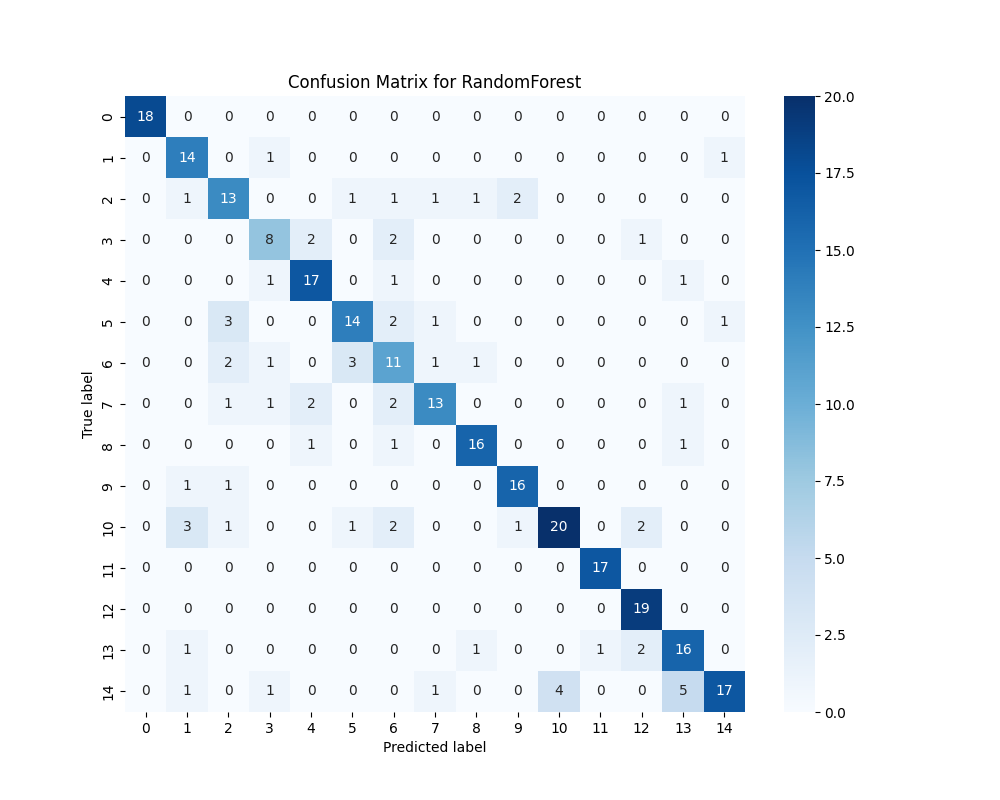 Confusion Matrix for RandomForest
0 18 0 0 0 0 0 0 0 0 0 0 0 0 0 0
1 0 14 0 1 0 0 0 0 0 0 0 0 0 0 1
2 0 1 13 0 0 1 1 1 1 2 0 0 0 0 0
3 0 0 0 8 2 0 2 0 0 0 0 0 1 0 0
4 0 0 0 1 17 0 1 0 0 0 0 0 0 1 0
5 0 0 3 0 0 14 2 1 0 0 0 0 0 0 1
6 0 0 2 1 0 3 11 1 1 0 0 0 0 0 0
7 0 0 1 1 2 0 2 13 0 0 0 0 0 1 0
8 0 0 0 0 1 0 1 0 16 0 0 0 0 1 0
9 0 1 1 0 0 0 0 0 0 16 0 0 0 0 0
10 0 3 1 0 0 1 2 0 0 1 20 0 2 0 0
11 0 0 0 0 0 0 0 0 0 0 0 17 0 0 0
12 0 0 0 0 0 0 0 0 0 0 0 0 19 0 0
13 0 1 0 0 0 0 0 0 1 0 0 1 2 16 0
14 0 1 0 1 0 0 0 1 0 0 4 0 0 5 17
0 1 2 3 4 5 6 7 8 9 10 11 12 13 14
Predicted label
True label
20.0
17.5
15.0
12.5
10.0
7.5
5.0
2.5
0.0